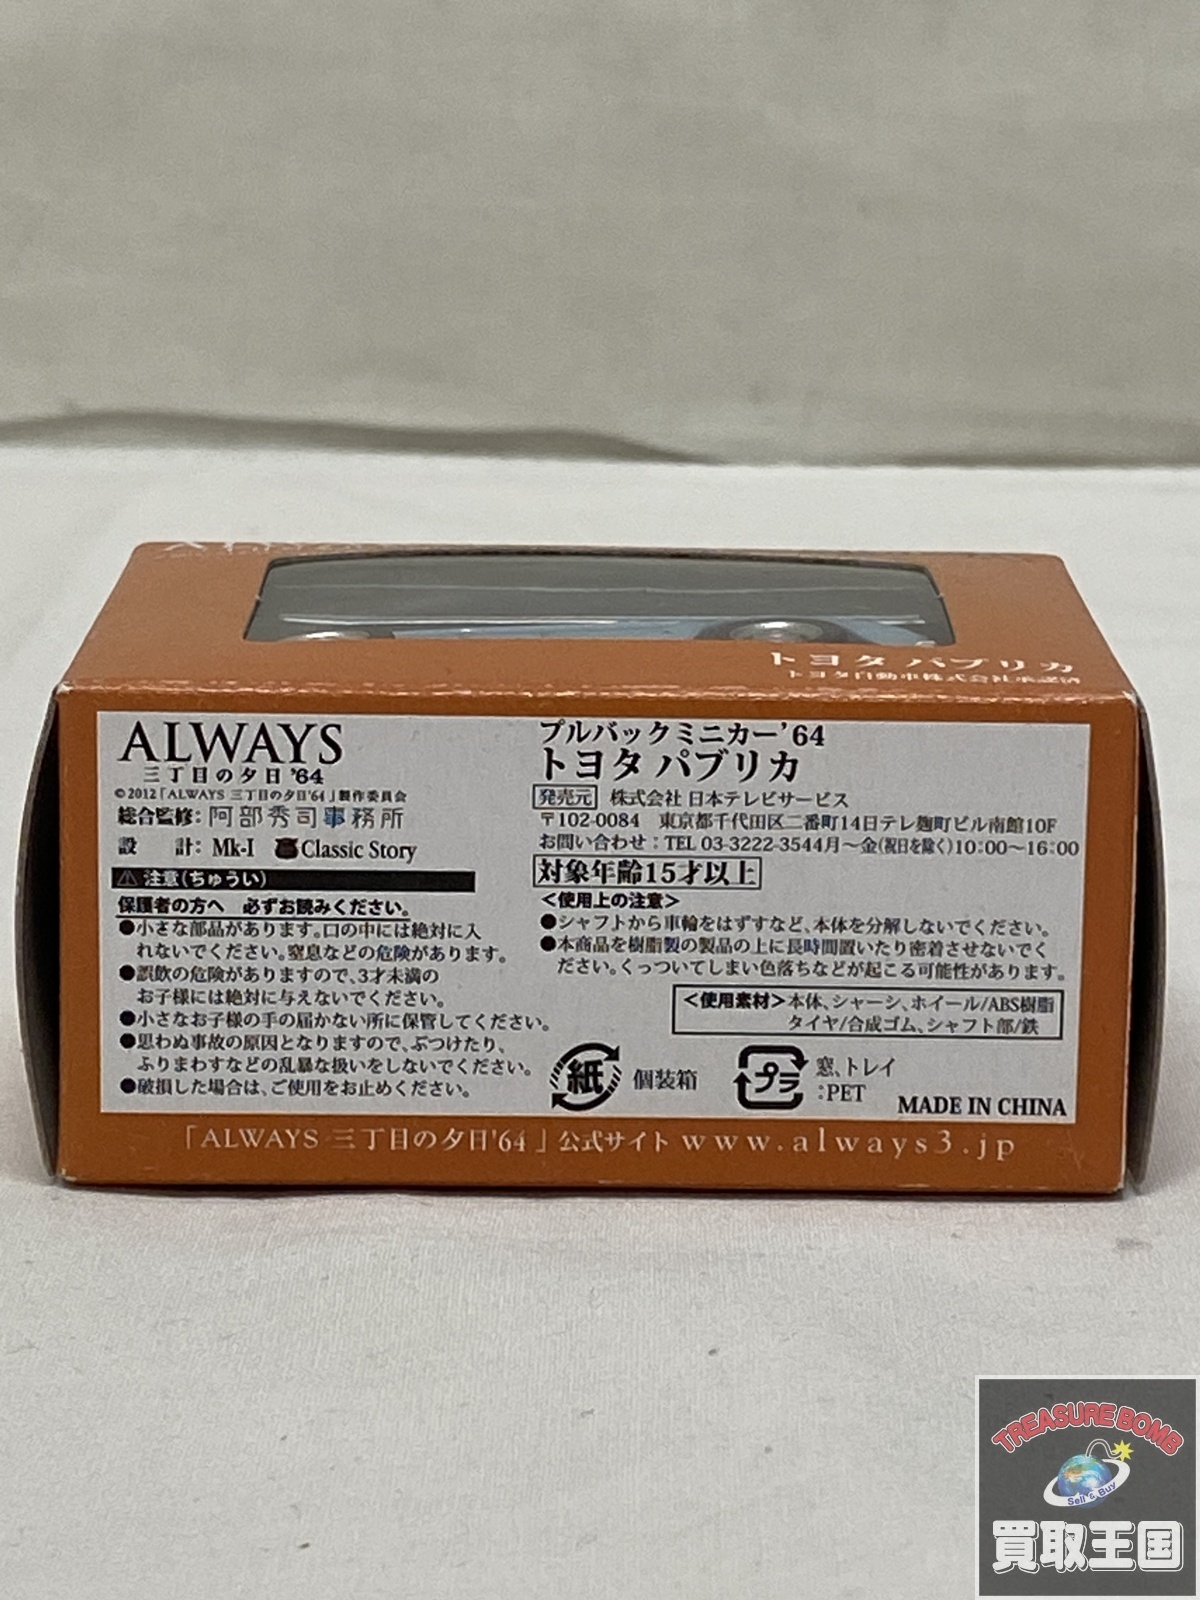 トヨタ パブリカ
トヨタ自動車株式会社承認済
ALWAYS
三丁目の夕日'64
©2012「ALWAYS 三丁目の夕日'64」製作委員会
総合監修：阿部秀司事務所
設　計：Mk-I Classic Story
注意（ちゅうい）
保護者の方へ 必ずお読みください。
●小さな部品があります。口の中には絶対に入
れないでください。窒息などの危険があります。
●誤飲の危険がありますので、3才未満の
お子様には絶対に与えないでください。
●小さなお子様の手の届かない所に保管してください。
●思わぬ事故の原因となりますので、ぶつけたり、
ふりまわすなどの乱暴な扱いをしないでください。
●破損した場合は、ご使用をお止めください。
プルバックミニカー'64
トヨタ パブリカ
発売元 株式会社 日本テレビサービス
〒102-0084 東京都千代田区二番町14日テレ麹町ビル南館10F
お問い合わせ：TEL 03-3222-3544月～金(祝日を除く)10:00～16:00
対象年齢15才以上
＜使用上の注意＞
●シャフトから車輪をはずすなど、本体を分解しないでください。
●本商品を樹脂製の製品の上に長時間置いたり密着させないでく
ださい。くっついてしまい色落ちなどが起こる可能性があります。
＜使用素材＞本体、シャーシ、ホイール/ABS樹脂
タイヤ/合成ゴム、シャフト部/鉄
紙 個装箱
プラ 窓、トレイ
:PET
MADE IN CHINA
「ALWAYS 三丁目の夕日'64」公式サイト www.always3.jp
TREASURE BOMB
Sell & Buy
買取王国